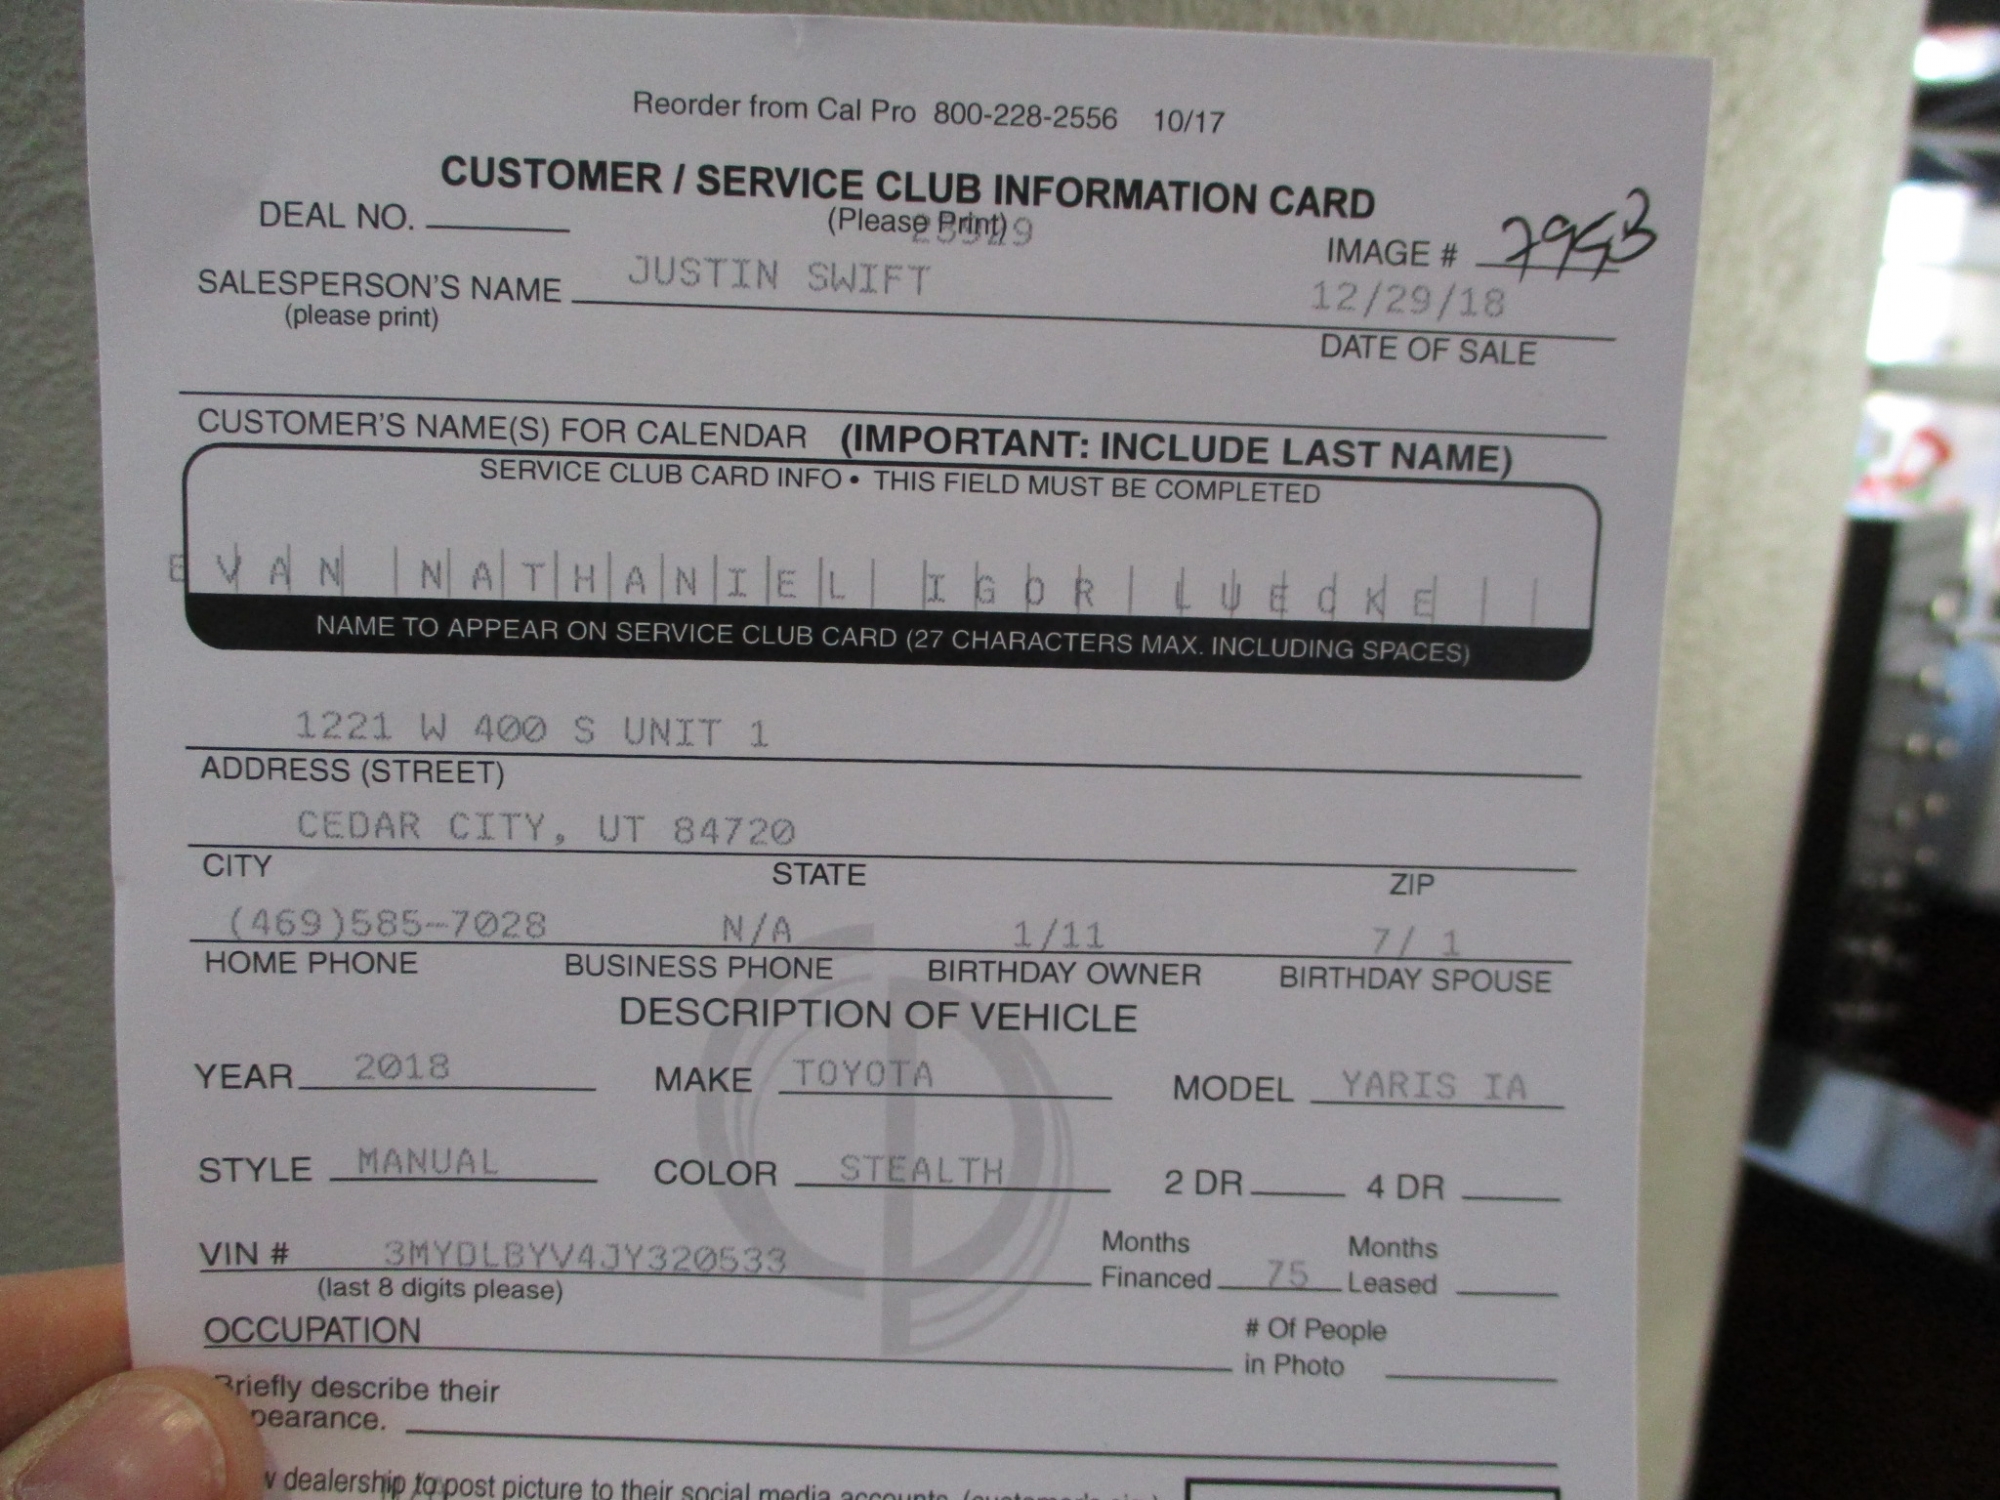 Reorder from Cal Pro 800-228-2556 10/17
CUSTOMER / SERVICE CLUB INFORMATION CARD
DEAL NO. (Please Print)
IMAGE #
SALESPERSON'S NAME JUSTIN SWIFT 12/29/18
(please print) DATE OF SALE
CUSTOMER'S NAME(S) FOR CALENDAR (IMPORTANT: INCLUDE LAST NAME)
SERVICE CLUB CARD INFO • THIS FIELD MUST BE COMPLETED
EVAN NATHANIEL IGOR LUECKE
NAME TO APPEAR ON SERVICE CLUB CARD (27 CHARACTERS MAX. INCLUDING SPACES)
1221 W 400 S UNIT 1
ADDRESS (STREET)
CEDAR CITY, UT 84720
CITY STATE ZIP
(469)585-7028 N/A 1/11 7/ 1
HOME PHONE BUSINESS PHONE BIRTHDAY OWNER BIRTHDAY SPOUSE
DESCRIPTION OF VEHICLE
YEAR 2018 MAKE TOYOTA MODEL YARIS IA
STYLE MANUAL COLOR STEALTH 2 DR 4 DR
VIN # 3MYDLBYV4JY320533 Months Financed 75 Months Leased
(last 8 digits please)
OCCUPATION # Of People in Photo
Briefly describe their
pearance.
w dealership to post picture to their social media accounts